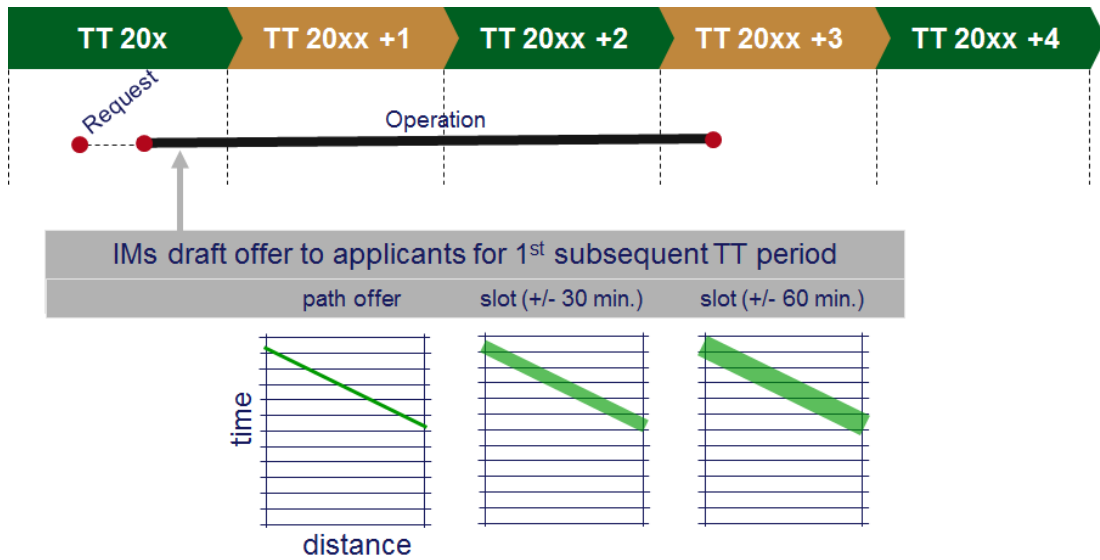 TT 20x TT 20xx +1 TT 20xx +2 TT 20xx +3 TT 20xx +4
Request
Operation
IMs draft offer to applicants for 1st subsequent TT period
path offer slot (+/- 30 min.) slot (+/- 60 min.)
time
distance